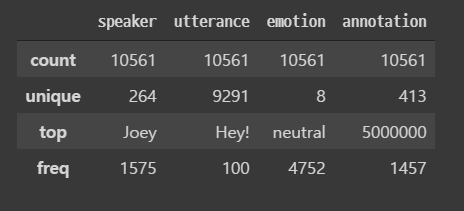 speaker utterance emotion annotation
count 10561 10561 10561 10561
unique 264 9291 8 413
top Joey Hey! neutral 5000000
freq 1575 100 4752 1457